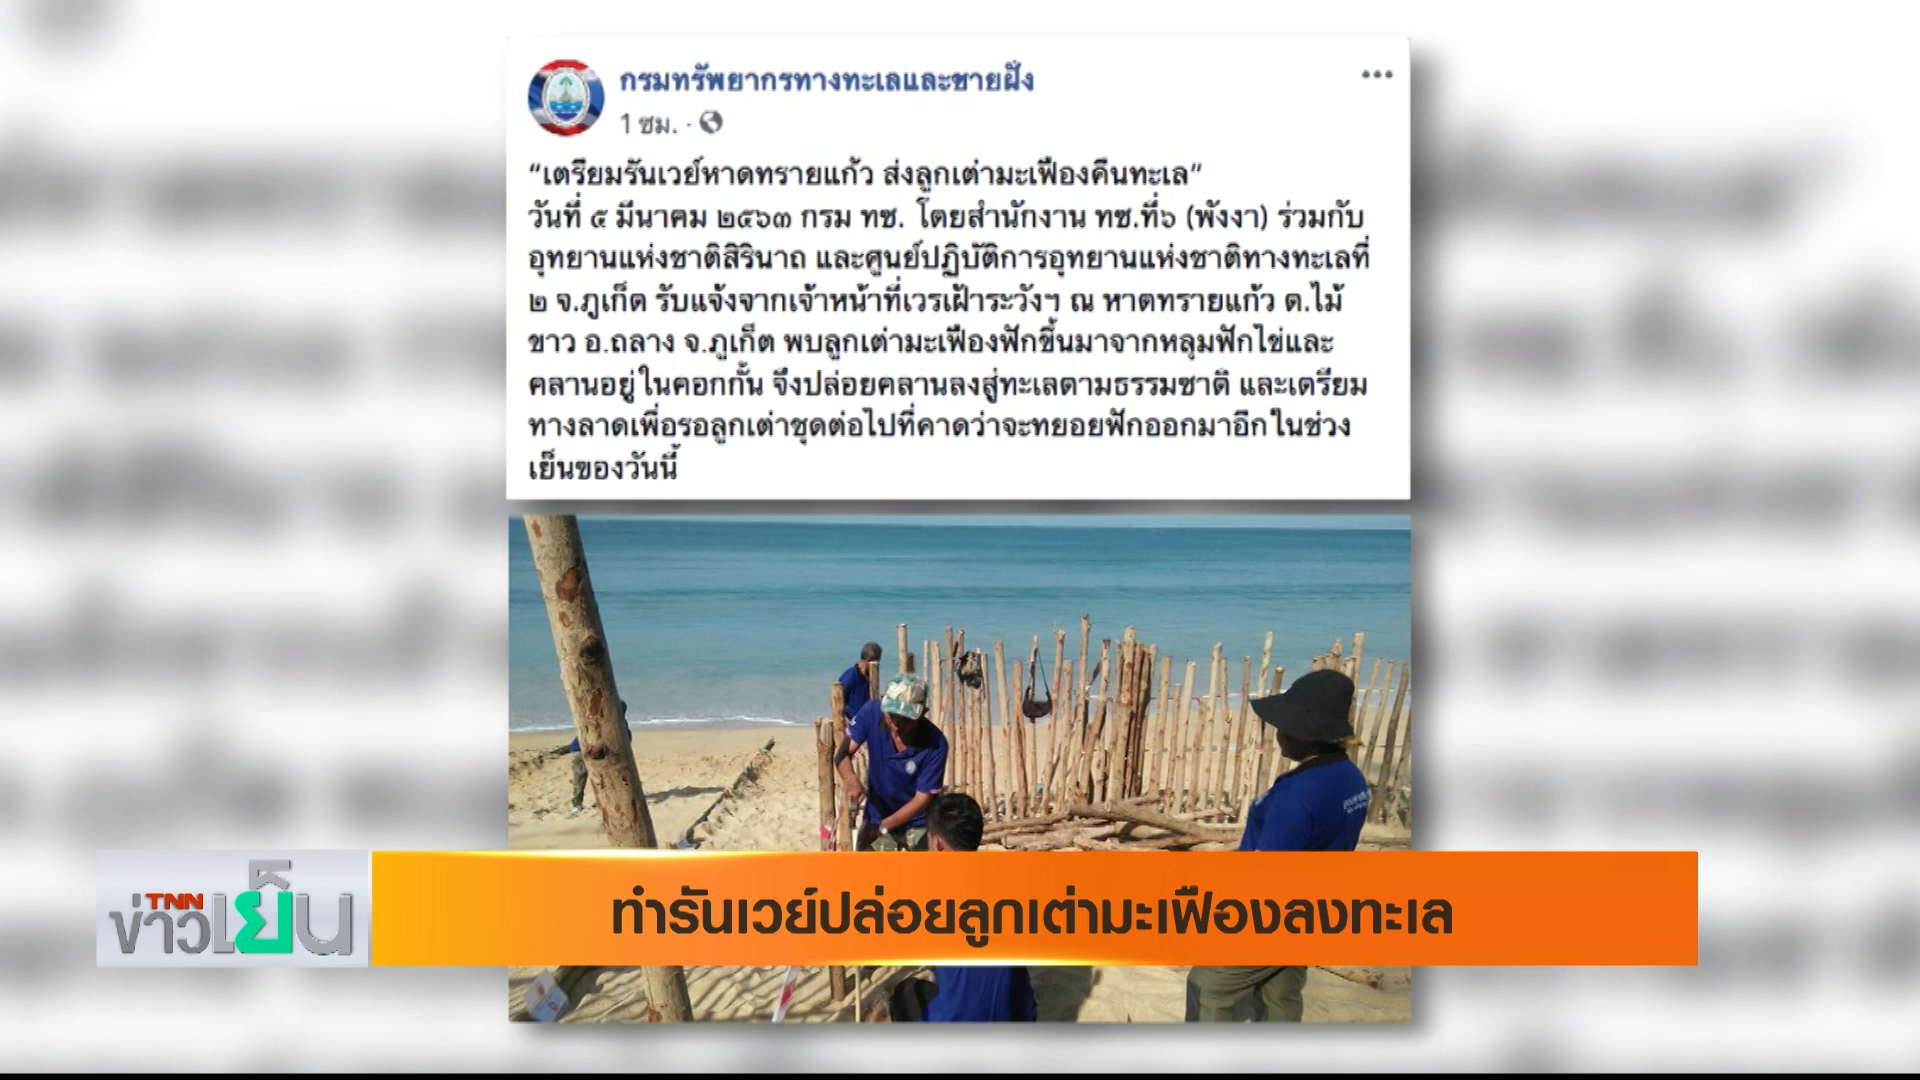 กรมทรัพยากรทางทะเลและชายฝั่ง
1 ชม. ·
“เตรียมรันเวย์หาดทรายแก้ว ส่งลูกเต่ามะเฟืองคืนทะเล”
วันที่ ๕ มีนาคม ๒๕๖๓ กรม ทช. โดยสำนักงาน ทช.ที่๖ (พังงา) ร่วมกับ
อุทยานแห่งชาติสิรินาถ และศูนย์ปฏิบัติการอุทยานแห่งชาติทางทะเลที่
๒ จ.ภูเก็ต รับแจ้งจากเจ้าหน้าที่เวรเฝ้าระวังฯ ณ หาดทรายแก้ว ต.ไม้
ขาว อ.ถลาง จ.ภูเก็ต พบลูกเต่ามะเฟืองฟักขึ้นมาจากหลุมฟักไข่และ
คลานอยู่ในคอกกั้น จึงปล่อยคลานลงสู่ทะเลตามธรรมชาติ และเตรียม
ทางลาดเพื่อรอลูกเต่าชุดต่อไปที่คาดว่าจะทยอยฟักออกมาอีกในช่วง
เย็นของวันนี้
TNN
ข่าวเย็น
ทำรันเวย์ปล่อยลูกเต่ามะเฟืองลงทะเล